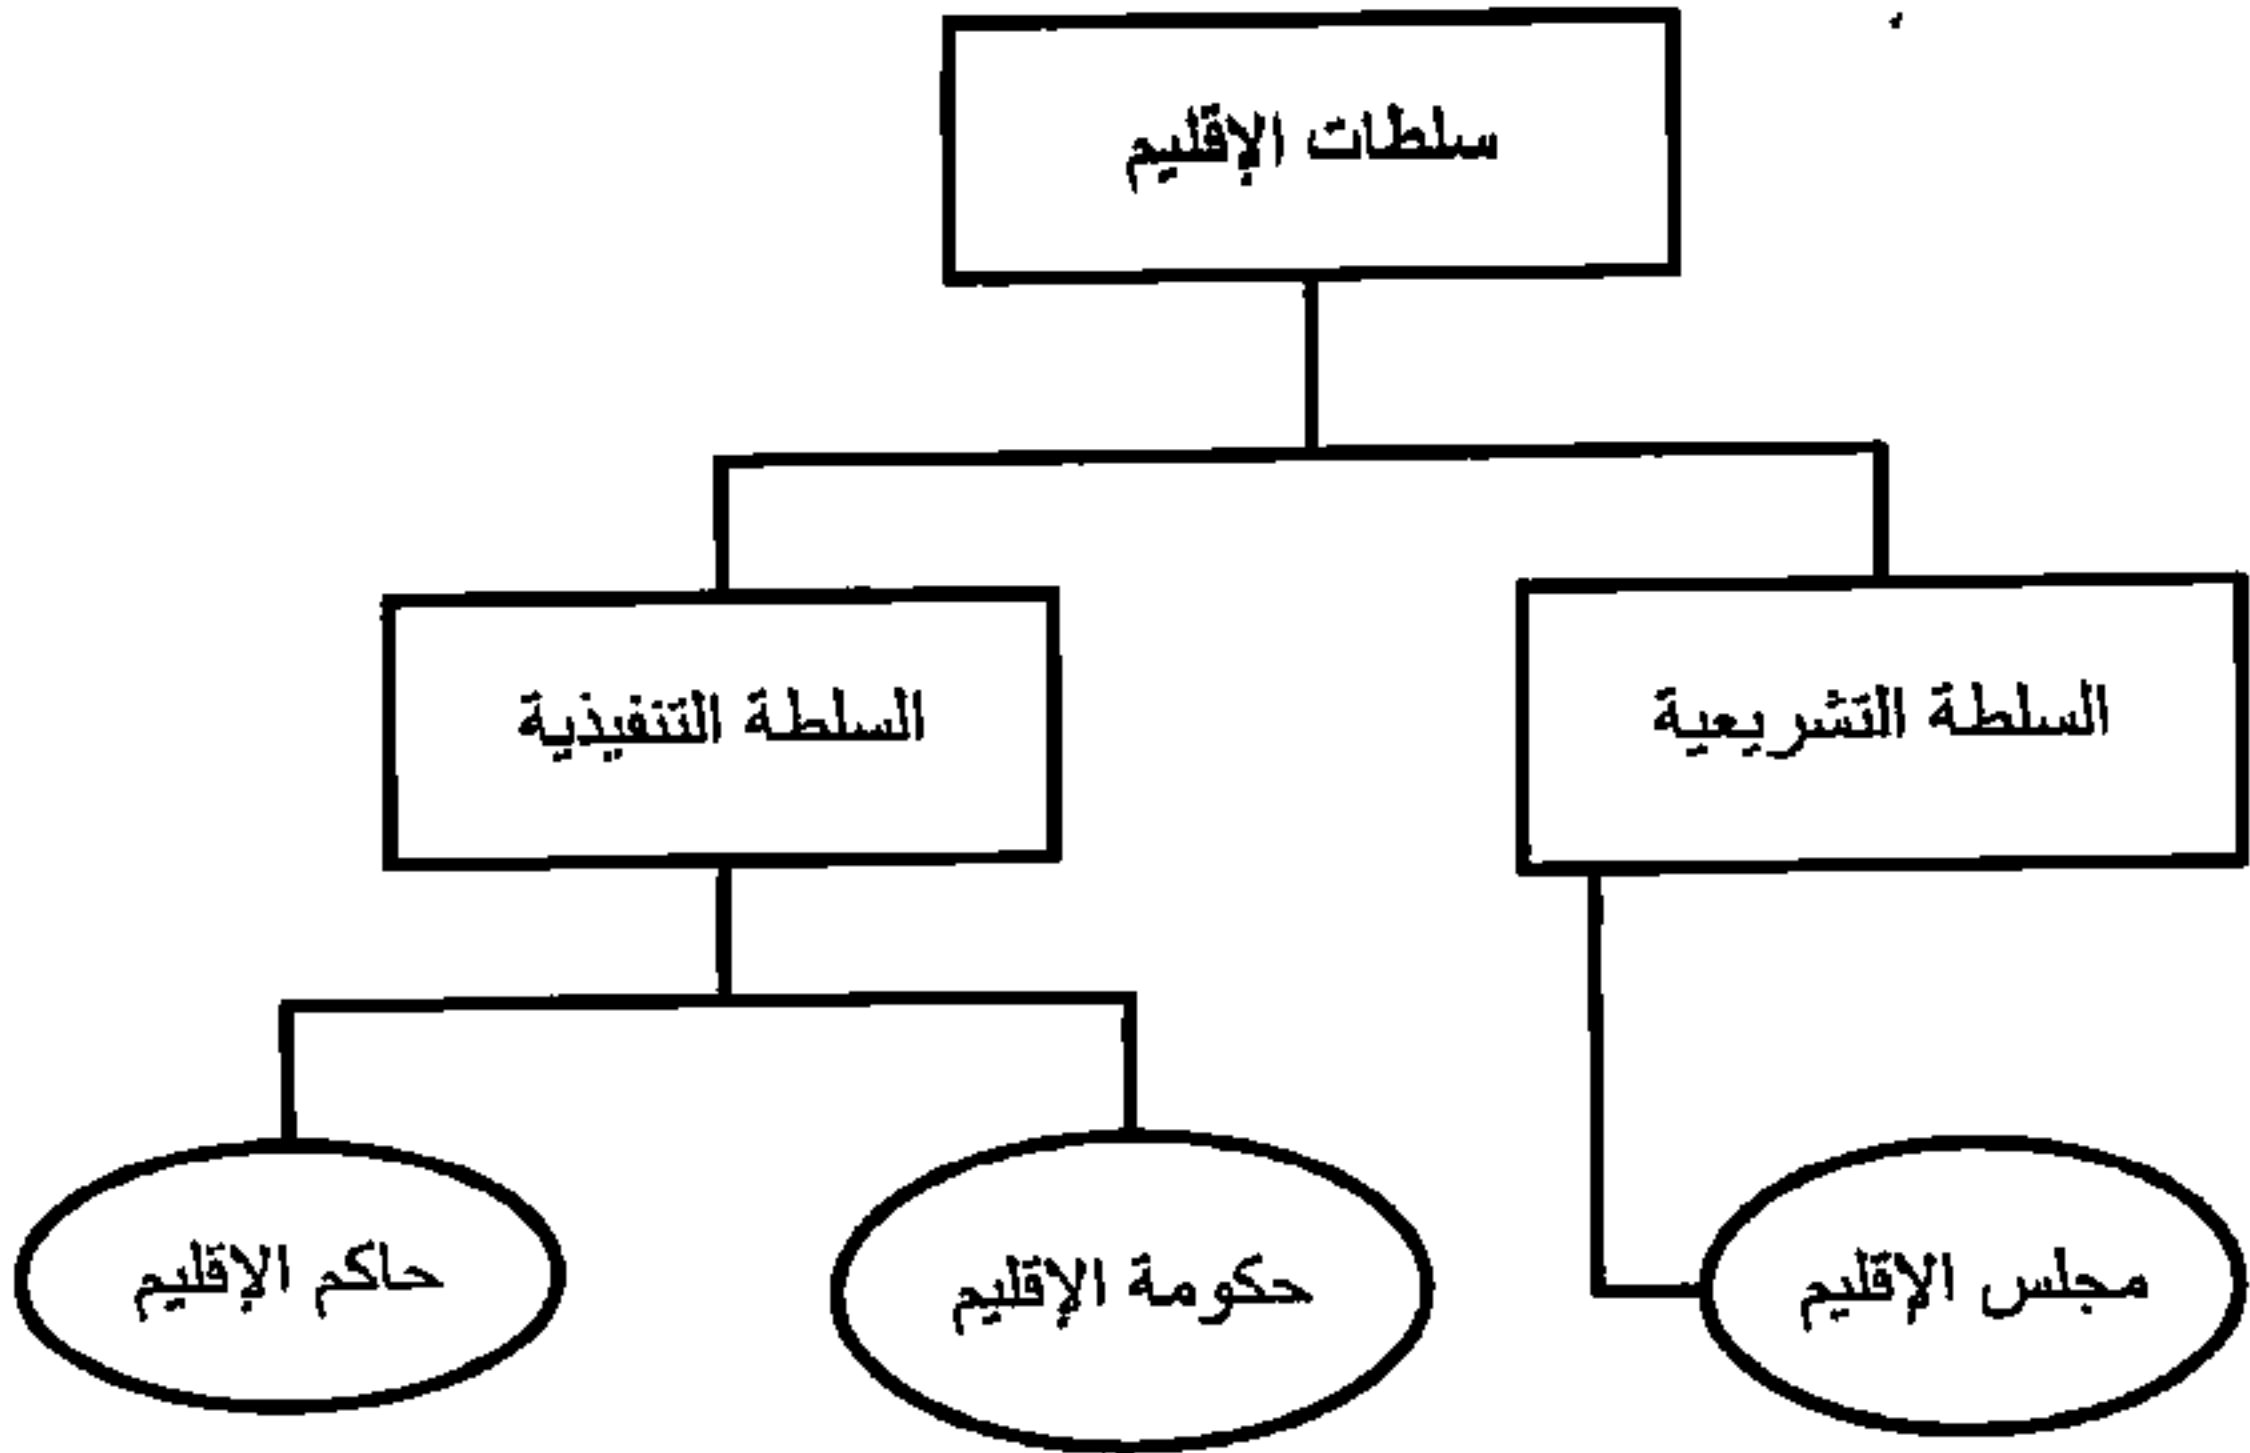 سلطات الإقليم
السلطة التشريعية
السلطة التنفيذية
مجلس الإقليم
حكومة الإقليم
حاكم الإقليم